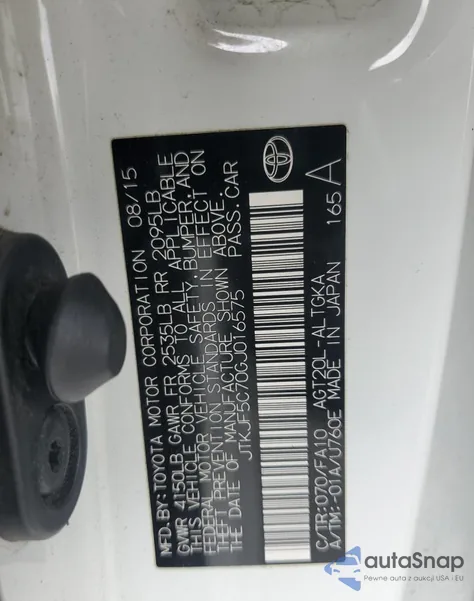 MFD. BY: TOYOTA MOTOR CORPORATION 08/15
GVWR 4150LB GAWR FR 2535LB RR 2095LB
THIS VEHICLE CONFORMS TO ALL APPLICABLE
FEDERAL MOTOR VEHICLE SAFETY, BUMPER, AND
THEFT PREVENTION STANDARDS IN EFFECT ON
THE DATE OF MANUFACTURE SHOWN ABOVE.
JTKJF5C70GJ016575 PASS. CAR
C/TR: 070/FA10 AGT20L-ALTGKA
A/TM: -01A/U760E MADE IN JAPAN 165 A
autoSnap
Pewne auta z aukcji USA i EU